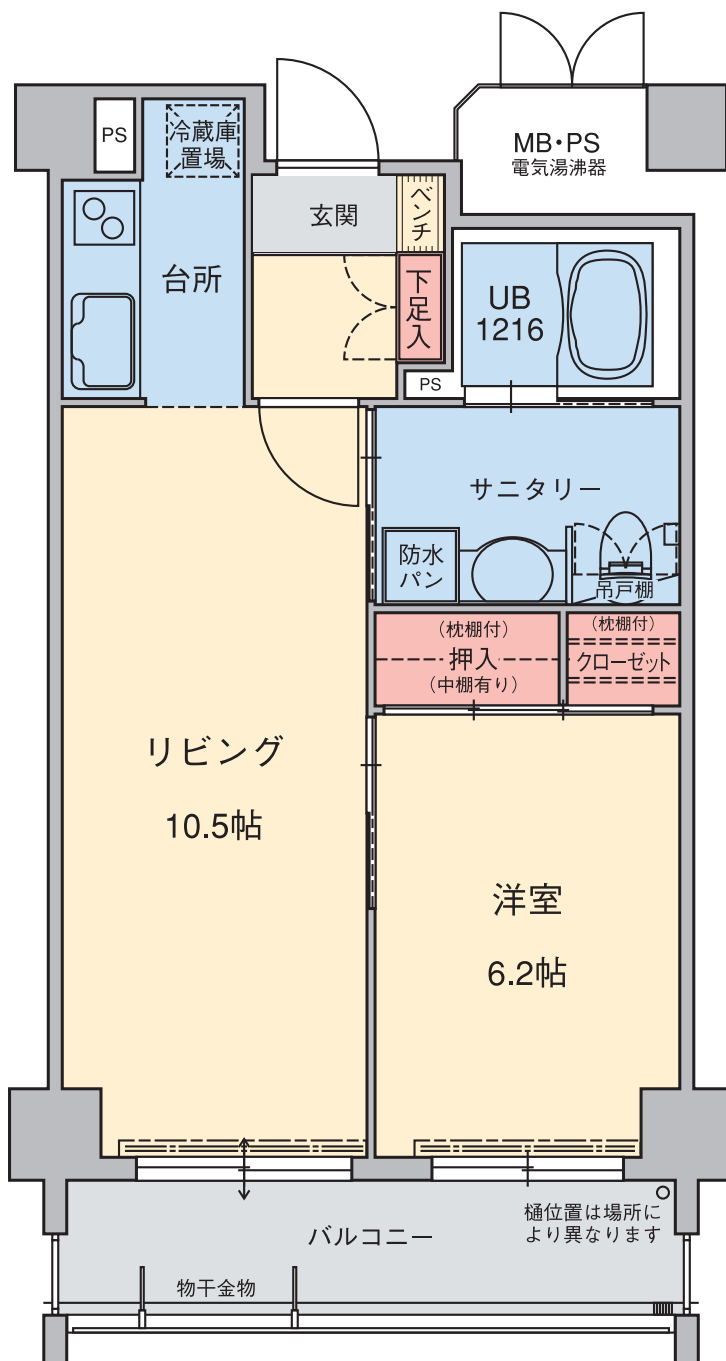 PS
冷蔵庫
置場
MB・PS
電気湯沸器
玄関
ベンチ
台所
下足入
UB
1216
PS
サニタリー
防水
パン
吊戸棚
(枕棚付)
押入
(中棚有り)
(枕棚付)
クローゼット
リビング
10.5帖
洋室
6.2帖
バルコニー
樋位置は場所に
より異なります
物干金物